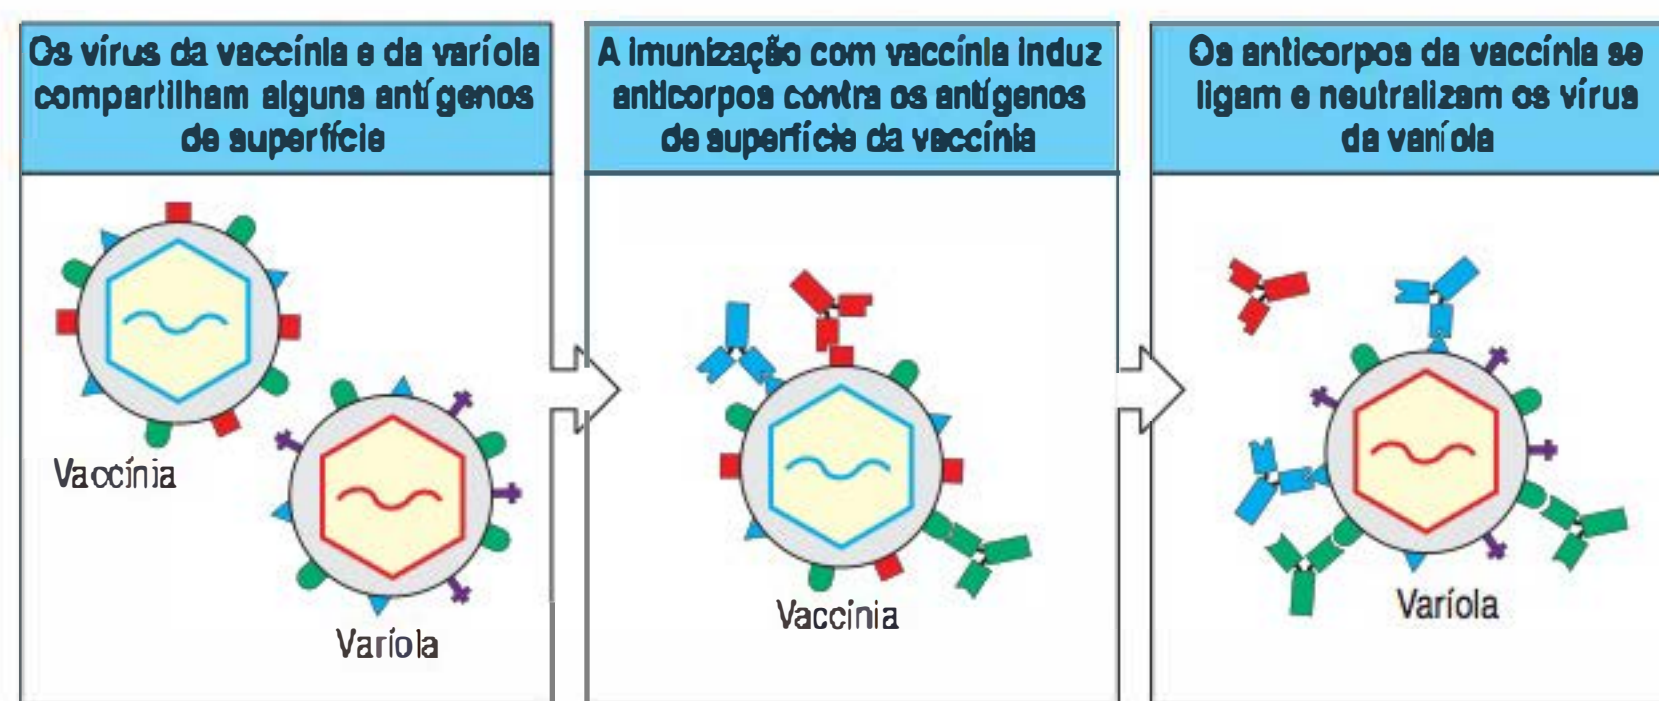 Os vírus da vaccínia e da varíola
compartilham alguns antígenos
de superfície
A imunização com vaccínia induz
anticorpos contra os antígenos
de superfície da vaccínia
Os anticorpos da vaccínia se
ligam e neutralizam os vírus
da varíola
Vaccínia
Varíola
Vaccínia
Varíola